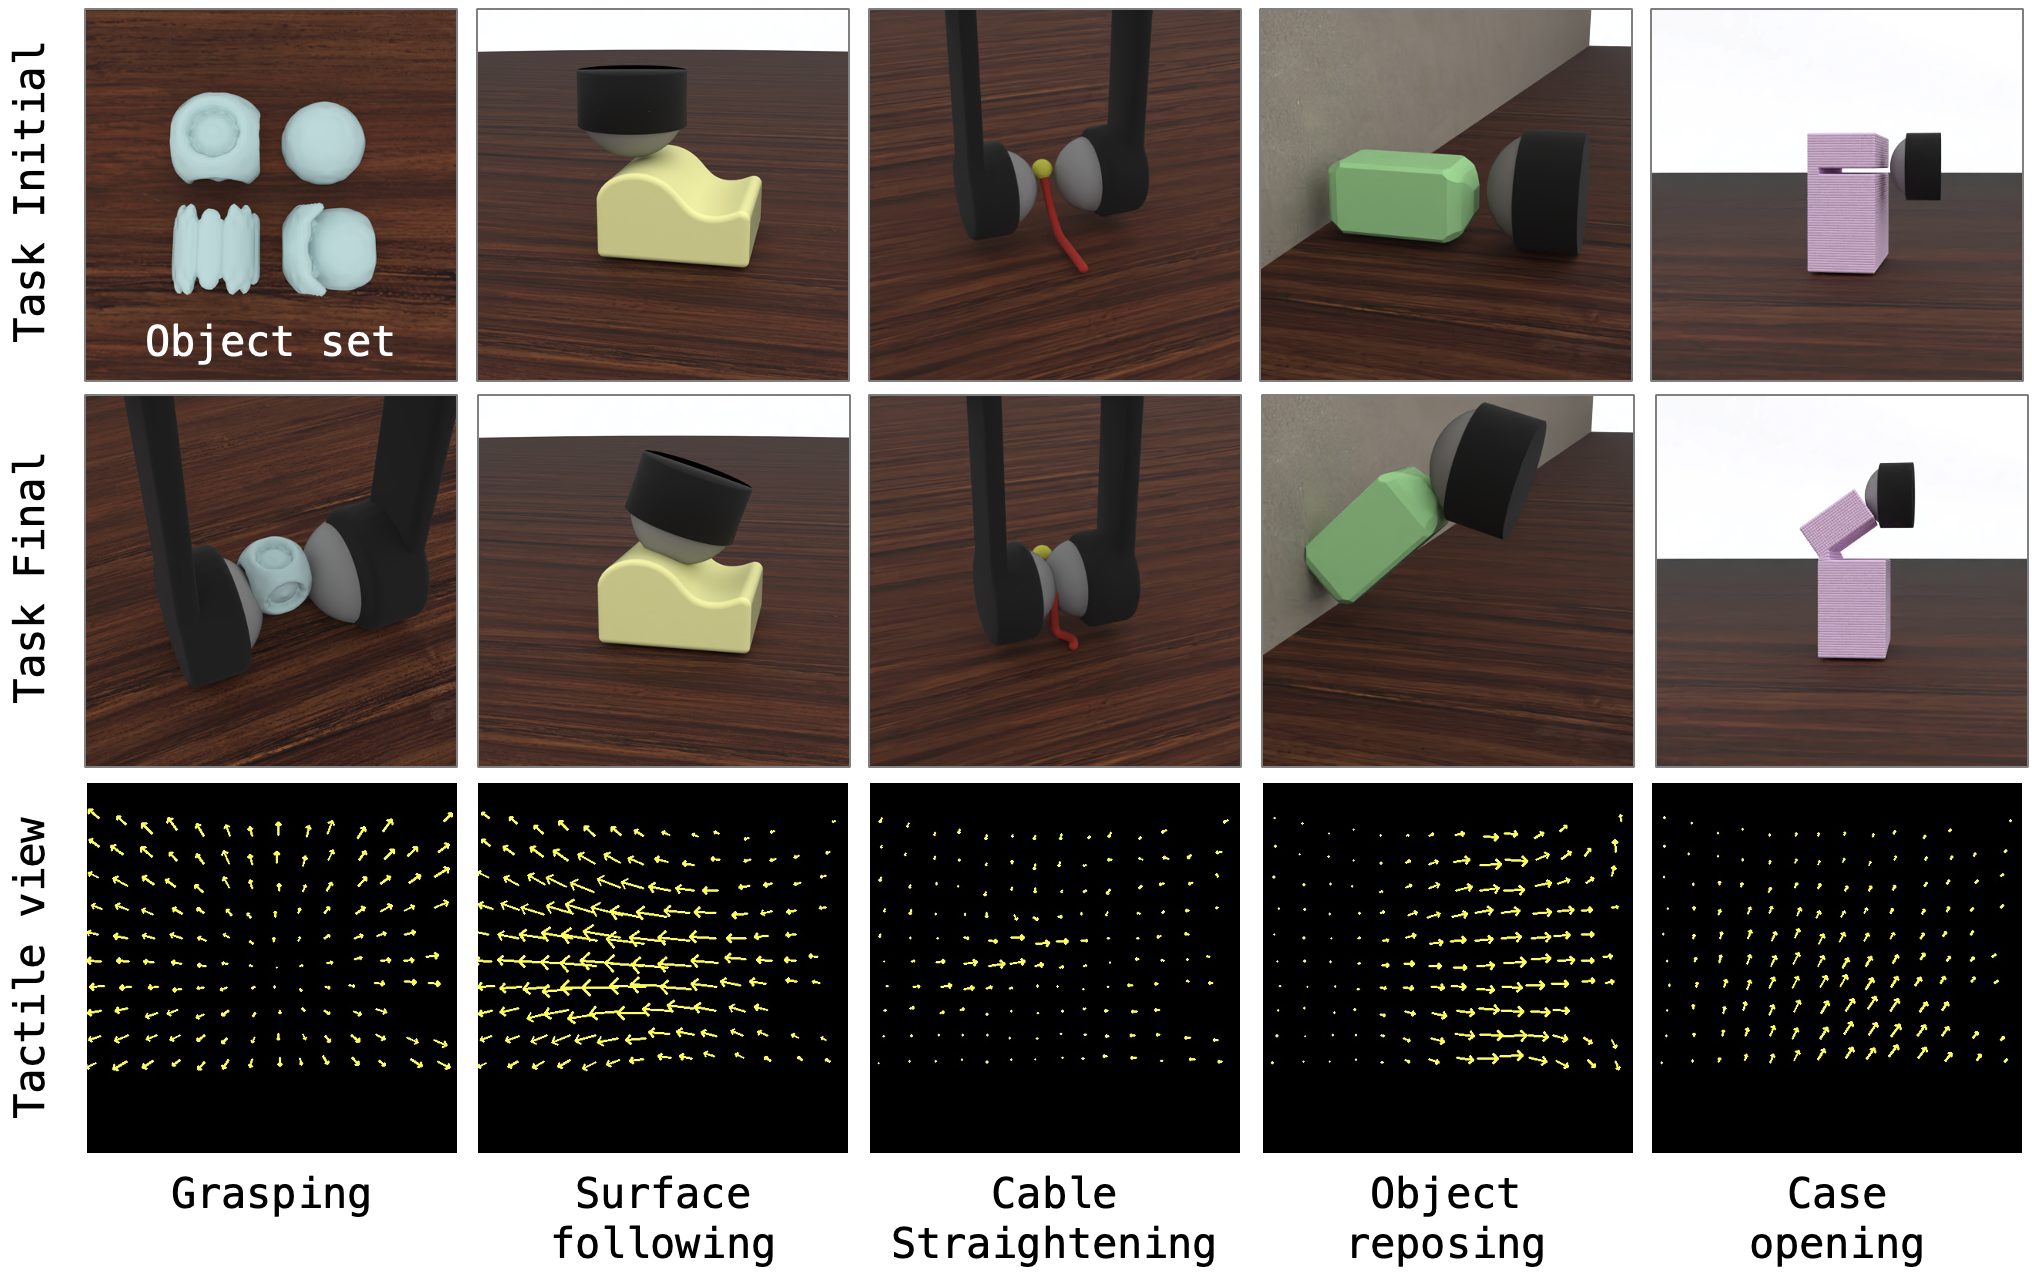 Task Initial
Object set
Task Final
Tactile view
Grasping
Surface
following
Cable
Straightening
Object
reposing
Case
opening